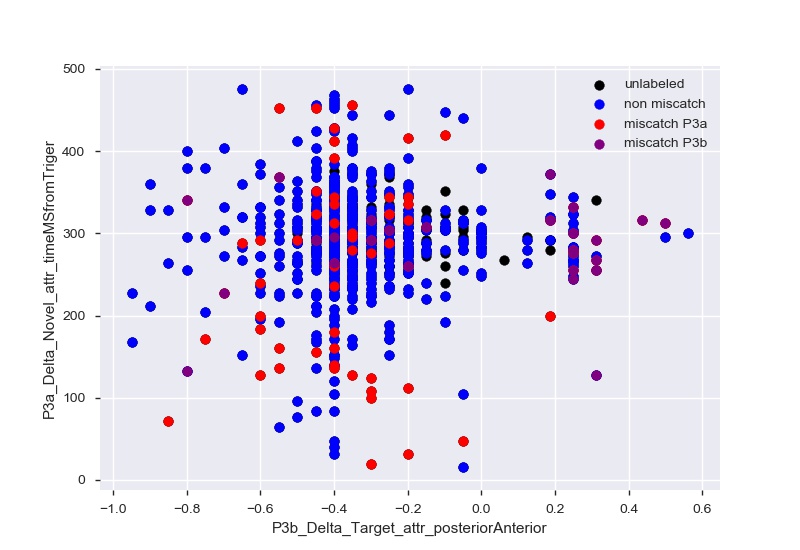 500
400
300
200
100
0
P3a_Delta_Novel_attr_timeMSfromTriger
unlabeled
non miscatch
miscatch P3a
miscatch P3b
−1.0 −0.8 −0.6 −0.4 −0.2 0.0 0.2 0.4 0.6
P3b_Delta_Target_attr_posteriorAnterior